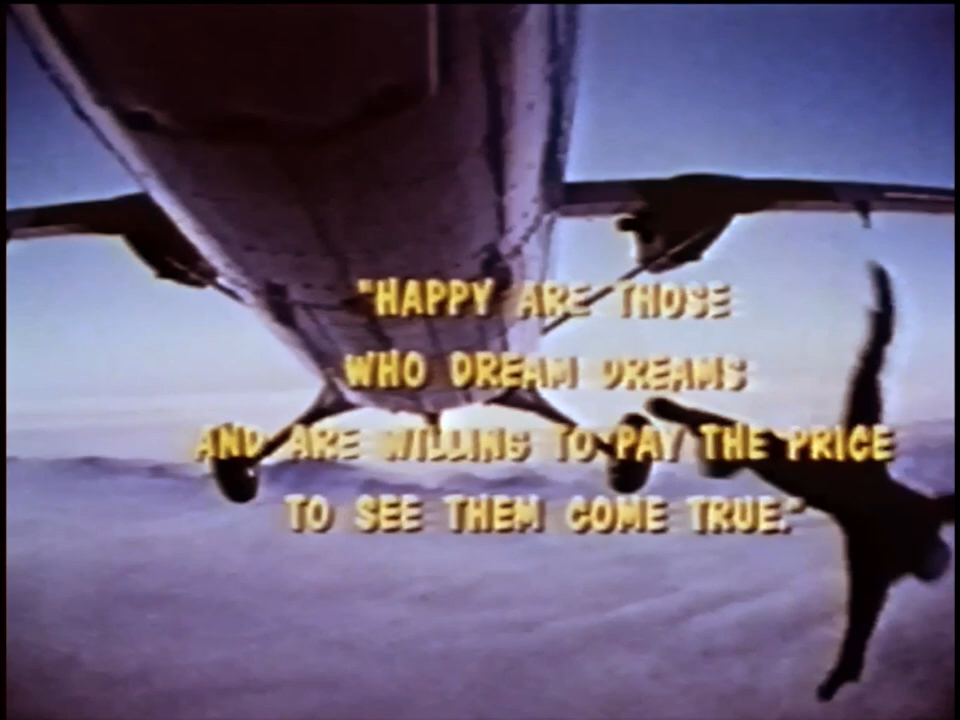 "HAPPY ARE THOSE
WHO DREAM DREAMS
AND ARE WILLING TO PAY THE PRICE
TO SEE THEM COME TRUE."